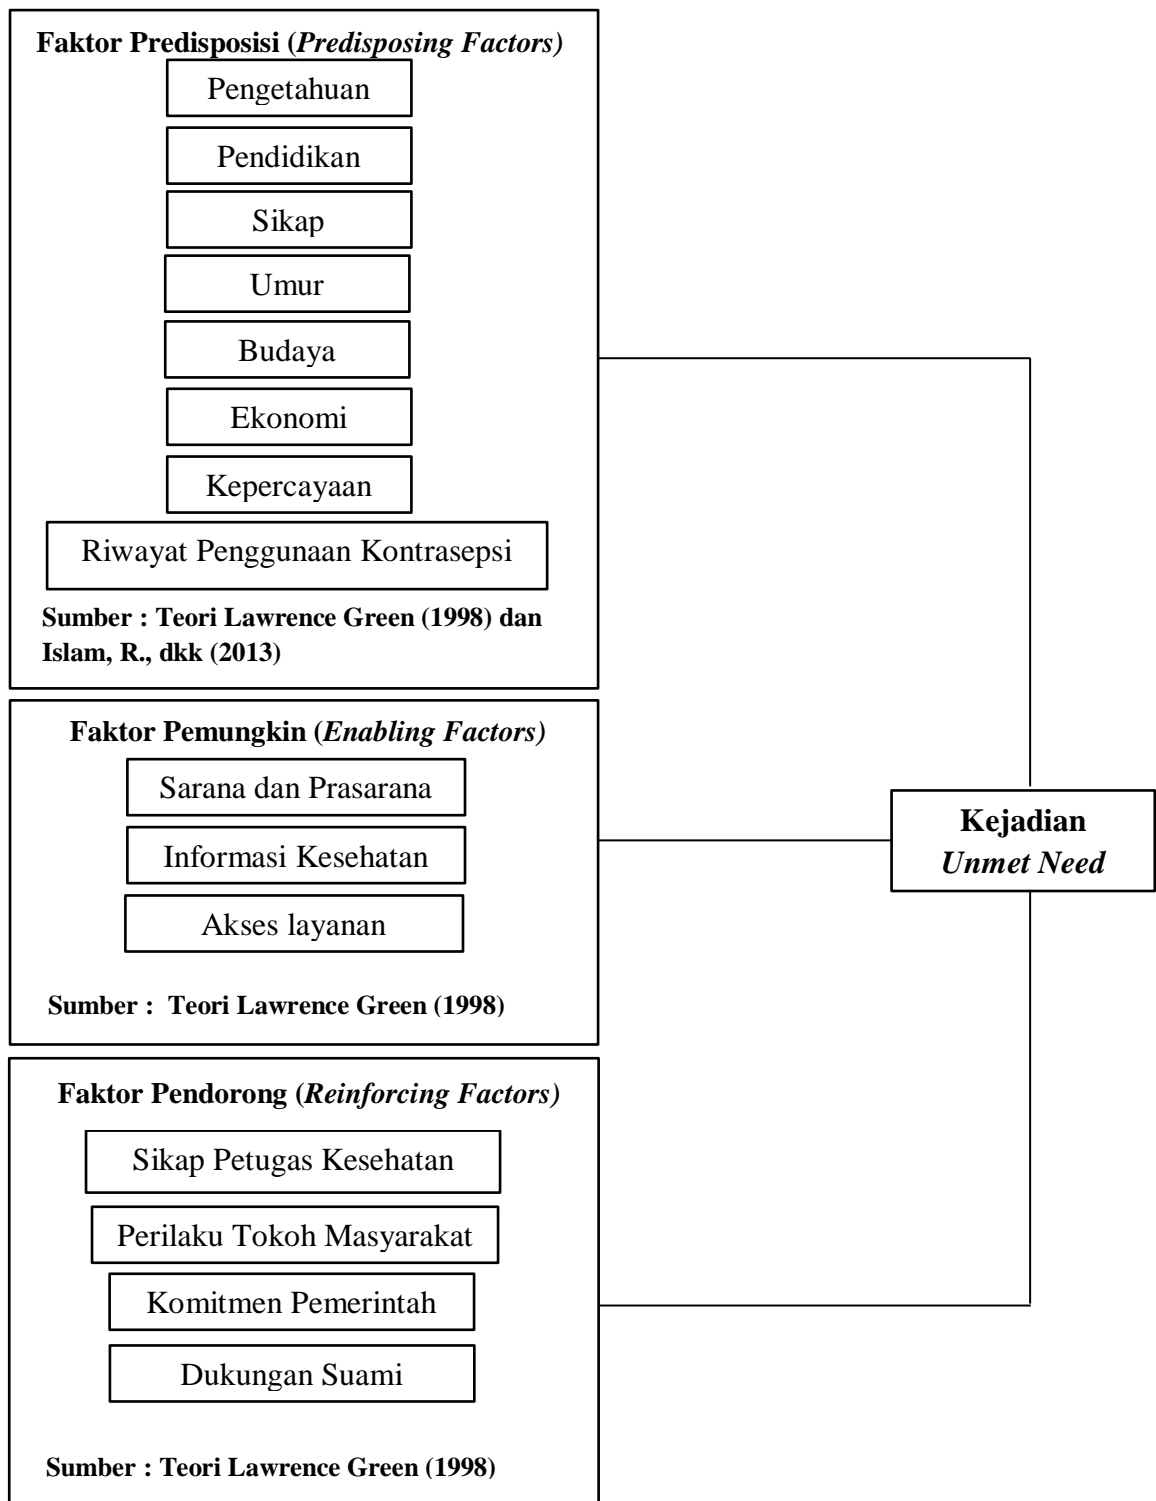 Faktor Predisposisi (Predisposing Factors)
Pengetahuan
Pendidikan
Sikap
Umur
Budaya
Ekonomi
Kepercayaan
Riwayat Penggunaan Kontrasepsi
Sumber : Teori Lawrence Green (1998) dan
Islam, R., dkk (2013)
Faktor Pemungkin (Enabling Factors)
Sarana dan Prasarana
Informasi Kesehatan
Akses layanan
Sumber : Teori Lawrence Green (1998)
Faktor Pendorong (Reinforcing Factors)
Sikap Petugas Kesehatan
Perilaku Tokoh Masyarakat
Komitmen Pemerintah
Dukungan Suami
Sumber : Teori Lawrence Green (1998)
Kejadian
Unmet Need